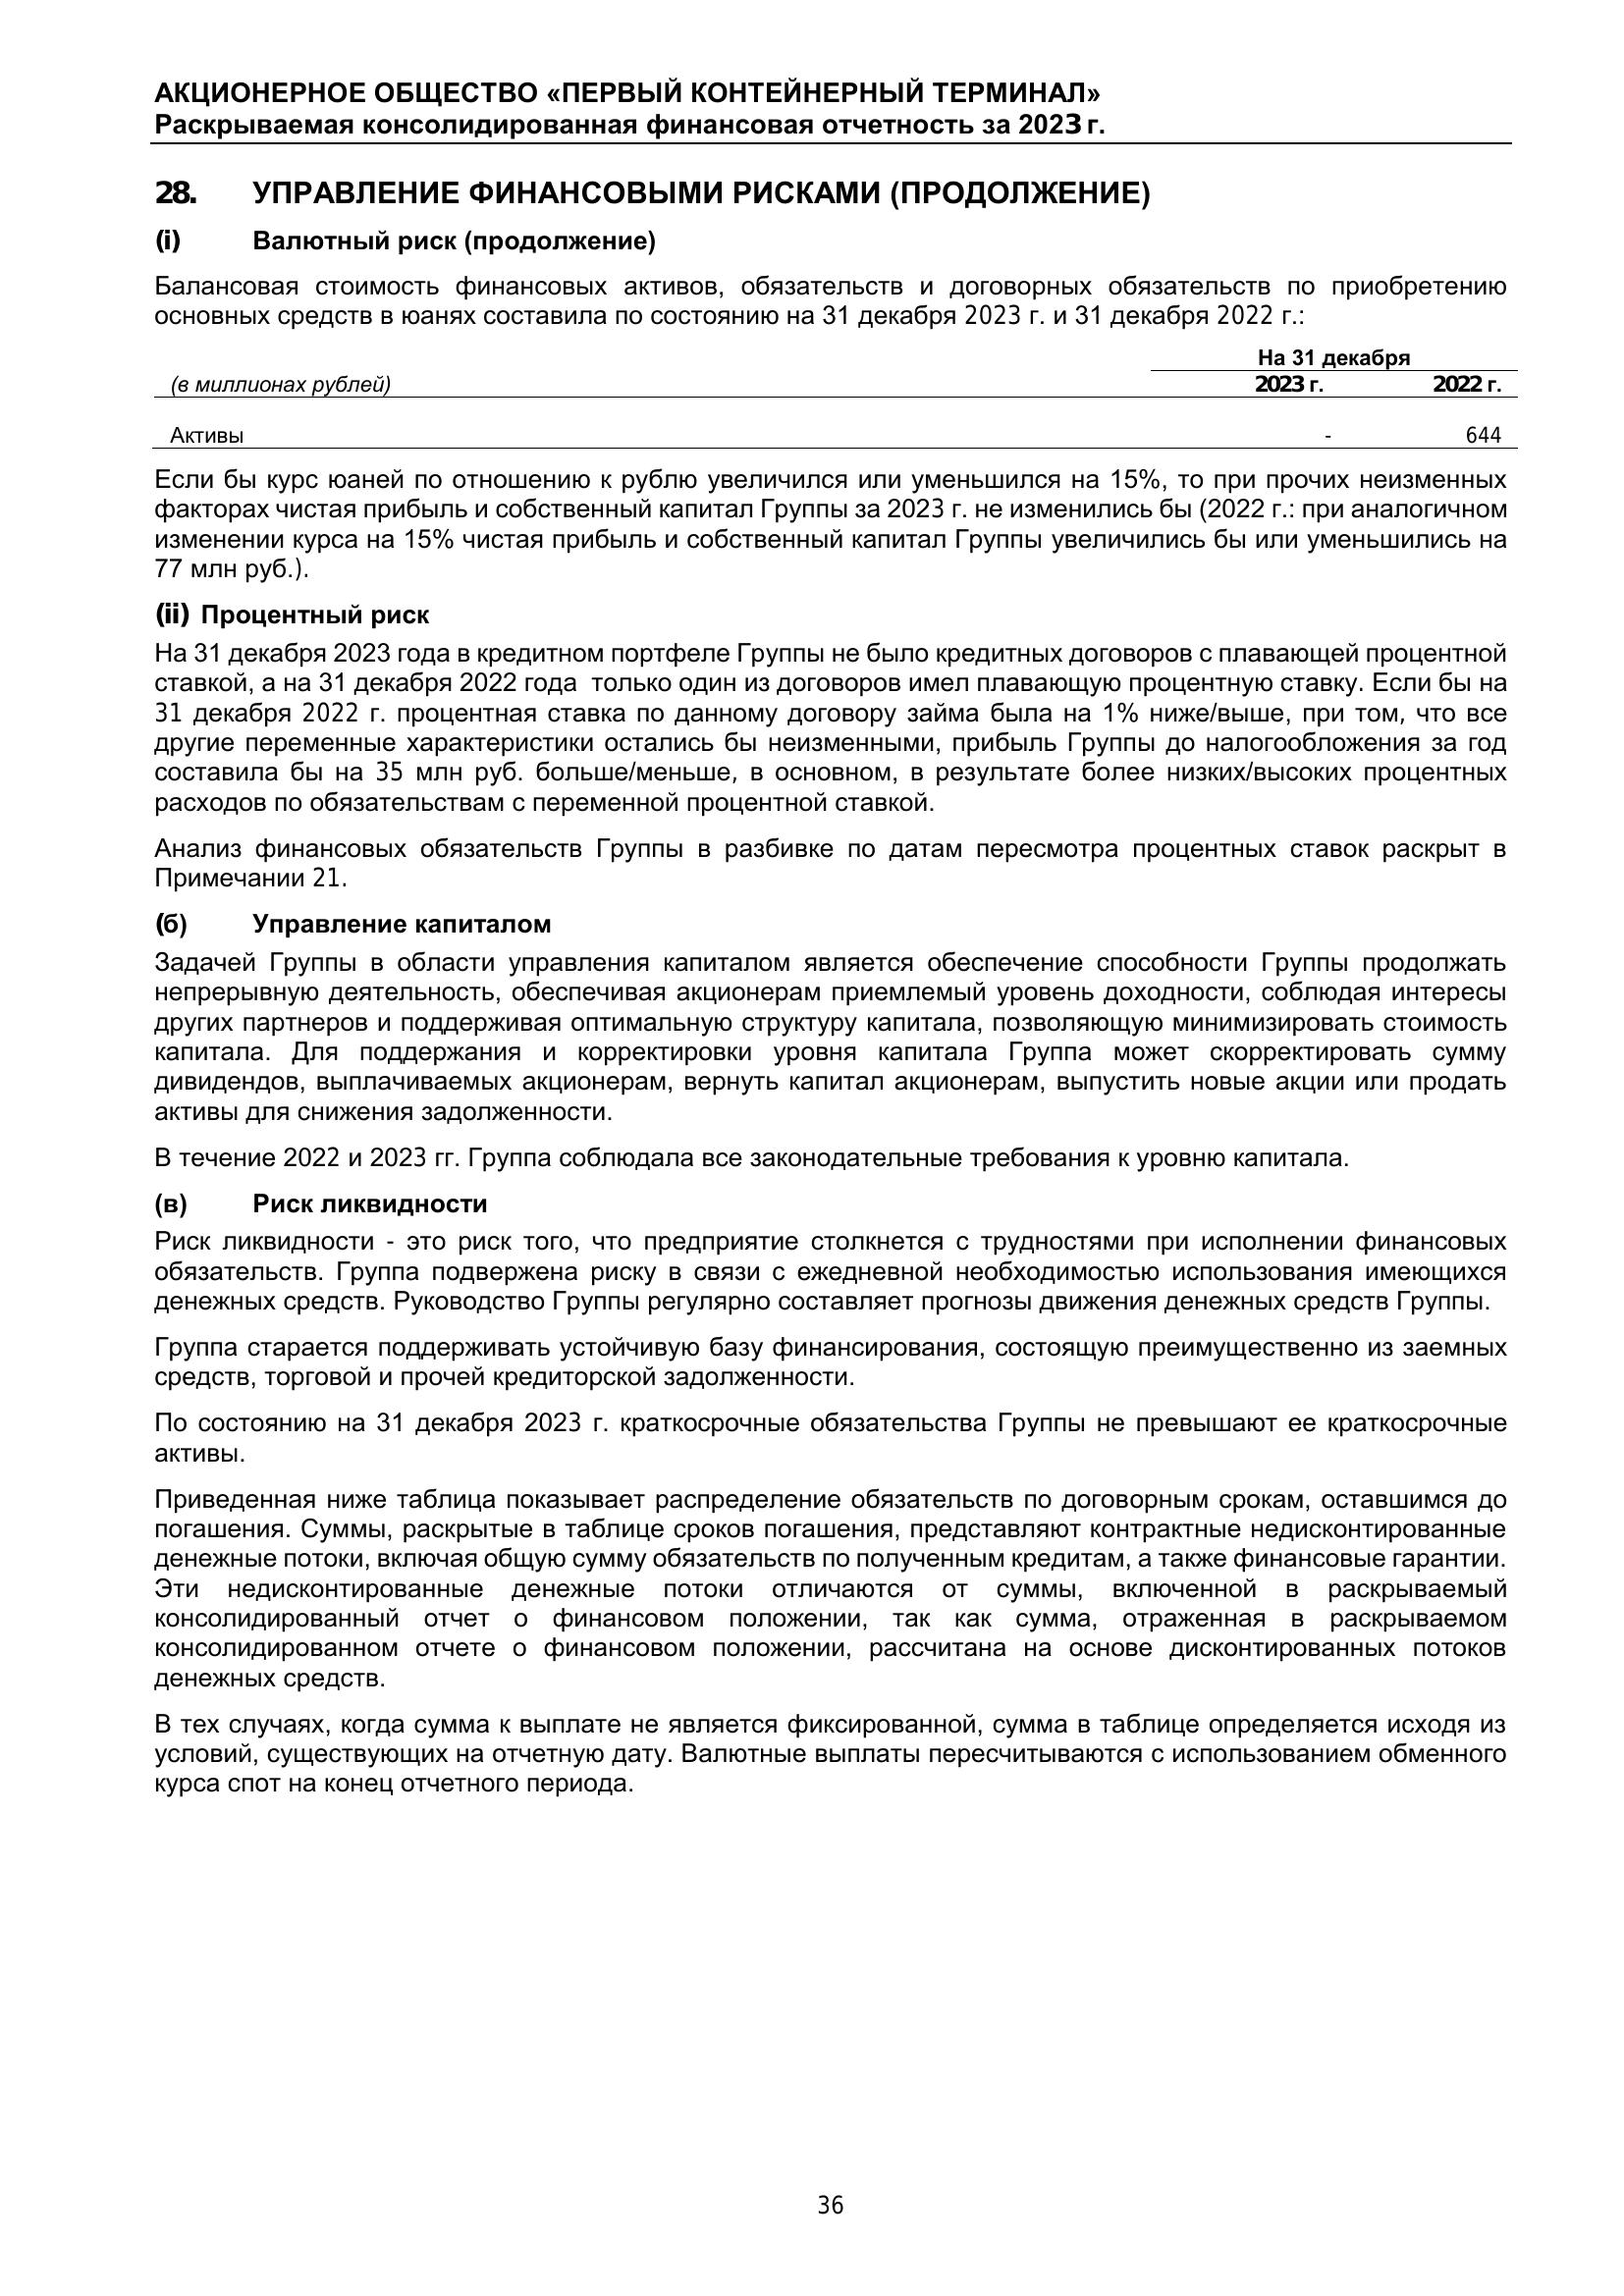 АКЦИОНЕРНОЕ ОБЩЕСТВО «ПЕРВЫЙ КОНТЕЙНЕРНЫЙ ТЕРМИНАЛ»
Раскрываемая консолидированная финансовая отчетность за 2023 г.
28. УПРАВЛЕНИЕ ФИНАНСОВЫМИ РИСКАМИ (ПРОДОЛЖЕНИЕ)
(i) Валютный риск (продолжение)
Балансовая стоимость финансовых активов, обязательств и договорных обязательств по приобретению
основных средств в юанях составила по состоянию на 31 декабря 2023 г. и 31 декабря 2022 г.:
На 31 декабря
(в миллионах рублей) 2023 г. 2022 г.
Активы - 644
Если бы курс юаней по отношению к рублю увеличился или уменьшился на 15%, то при прочих неизменных
факторах чистая прибыль и собственный капитал Группы за 2023 г. не изменились бы (2022 г.: при аналогичном
изменении курса на 15% чистая прибыль и собственный капитал Группы увеличились бы или уменьшились на
77 млн руб.).
(ii) Процентный риск
На 31 декабря 2023 года в кредитном портфеле Группы не было кредитных договоров с плавающей процентной
ставкой, а на 31 декабря 2022 года только один из договоров имел плавающую процентную ставку. Если бы на
31 декабря 2022 г. процентная ставка по данному договору займа была на 1% ниже/выше, при том, что все
другие переменные характеристики остались бы неизменными, прибыль Группы до налогообложения за год
составила бы на 35 млн руб. больше/меньше, в основном, в результате более низких/высоких процентных
расходов по обязательствам с переменной процентной ставкой.
Анализ финансовых обязательств Группы в разбивке по датам пересмотра процентных ставок раскрыт в
Примечании 21.
(б) Управление капиталом
Задачей Группы в области управления капиталом является обеспечение способности Группы продолжать
непрерывную деятельность, обеспечивая акционерам приемлемый уровень доходности, соблюдая интересы
других партнеров и поддерживая оптимальную структуру капитала, позволяющую минимизировать стоимость
капитала. Для поддержания и корректировки уровня капитала Группа может скорректировать сумму
дивидендов, выплачиваемых акционерам, вернуть капитал акционерам, выпустить новые акции или продать
активы для снижения задолженности.
В течение 2022 и 2023 гг. Группа соблюдала все законодательные требования к уровню капитала.
(в) Риск ликвидности
Риск ликвидности - это риск того, что предприятие столкнется с трудностями при исполнении финансовых
обязательств. Группа подвержена риску в связи с ежедневной необходимостью использования имеющихся
денежных средств. Руководство Группы регулярно составляет прогнозы движения денежных средств Группы.
Группа старается поддерживать устойчивую базу финансирования, состоящую преимущественно из заемных
средств, торговой и прочей кредиторской задолженности.
По состоянию на 31 декабря 2023 г. краткосрочные обязательства Группы не превышают ее краткосрочные
активы.
Приведенная ниже таблица показывает распределение обязательств по договорным срокам, оставшимся до
погашения. Суммы, раскрытые в таблице сроков погашения, представляют контрактные недисконтированные
денежные потоки, включая общую сумму обязательств по полученным кредитам, а также финансовые гарантии.
Эти недисконтированные денежные потоки отличаются от суммы, включенной в раскрываемый
консолидированный отчет о финансовом положении, так как сумма, отраженная в раскрываемом
консолидированном отчете о финансовом положении, рассчитана на основе дисконтированных потоков
денежных средств.
В тех случаях, когда сумма к выплате не является фиксированной, сумма в таблице определяется исходя из
условий, существующих на отчетную дату. Валютные выплаты пересчитываются с использованием обменного
курса спот на конец отчетного периода.
36